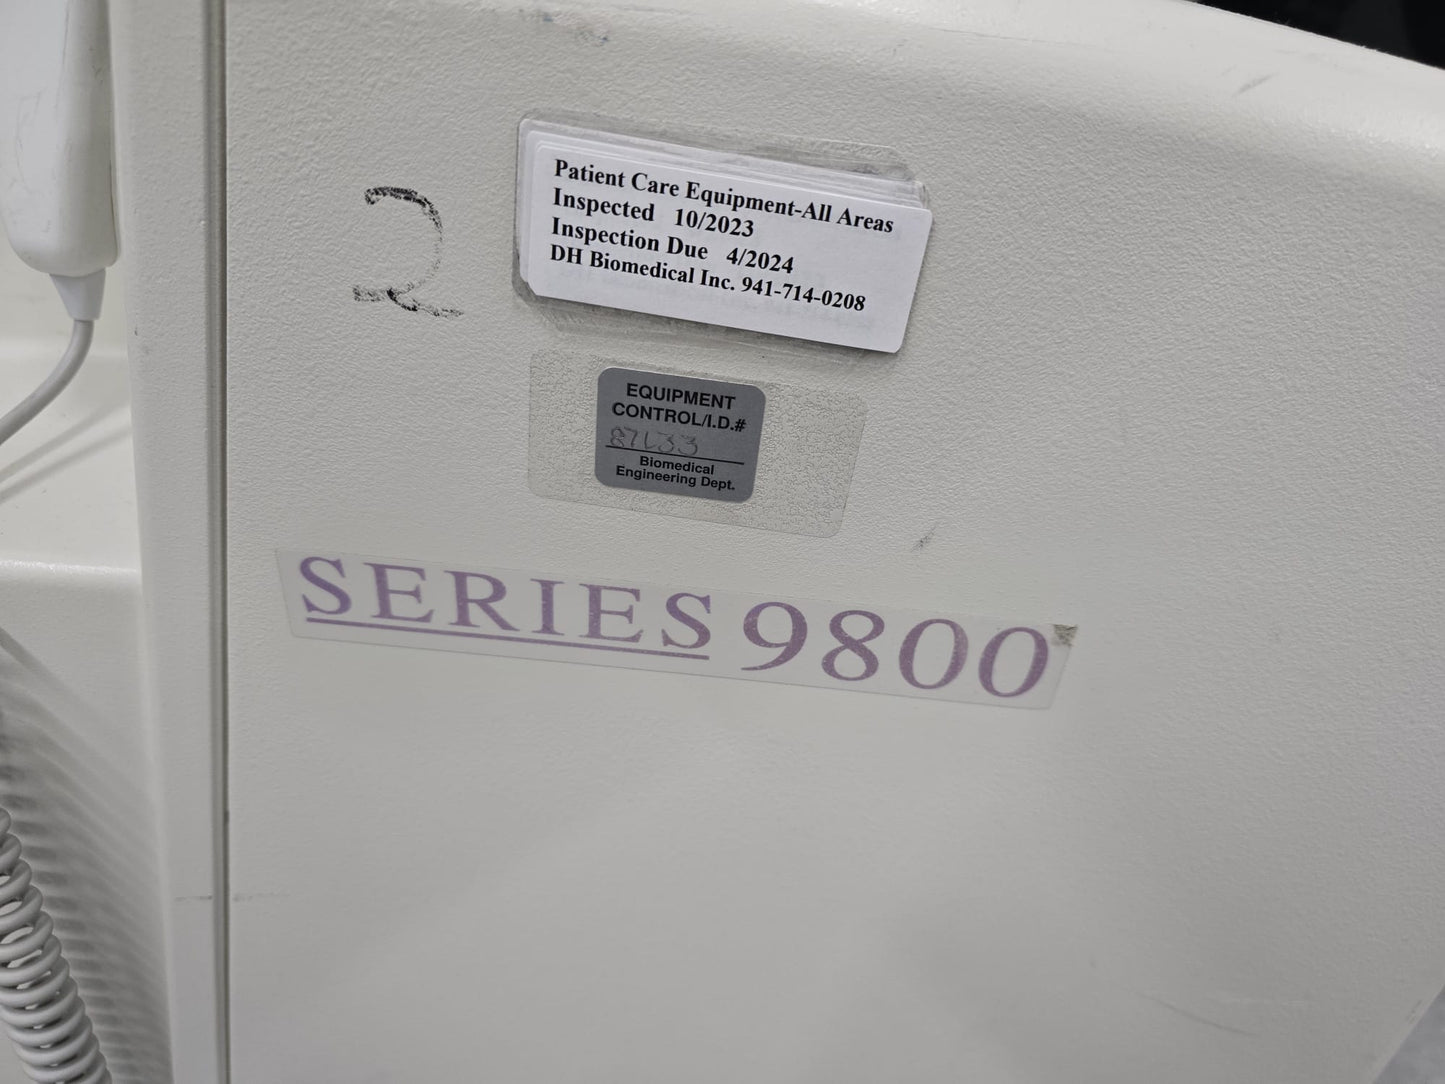 2
Patient Care Equipment-All Areas
Inspected 10/2023
Inspection Due 4/2024
DH Biomedical Inc. 941-714-0208
EQUIPMENT
CONTROL/I.D.#
87L33
Biomedical
Engineering Dept.
SERIES 9800